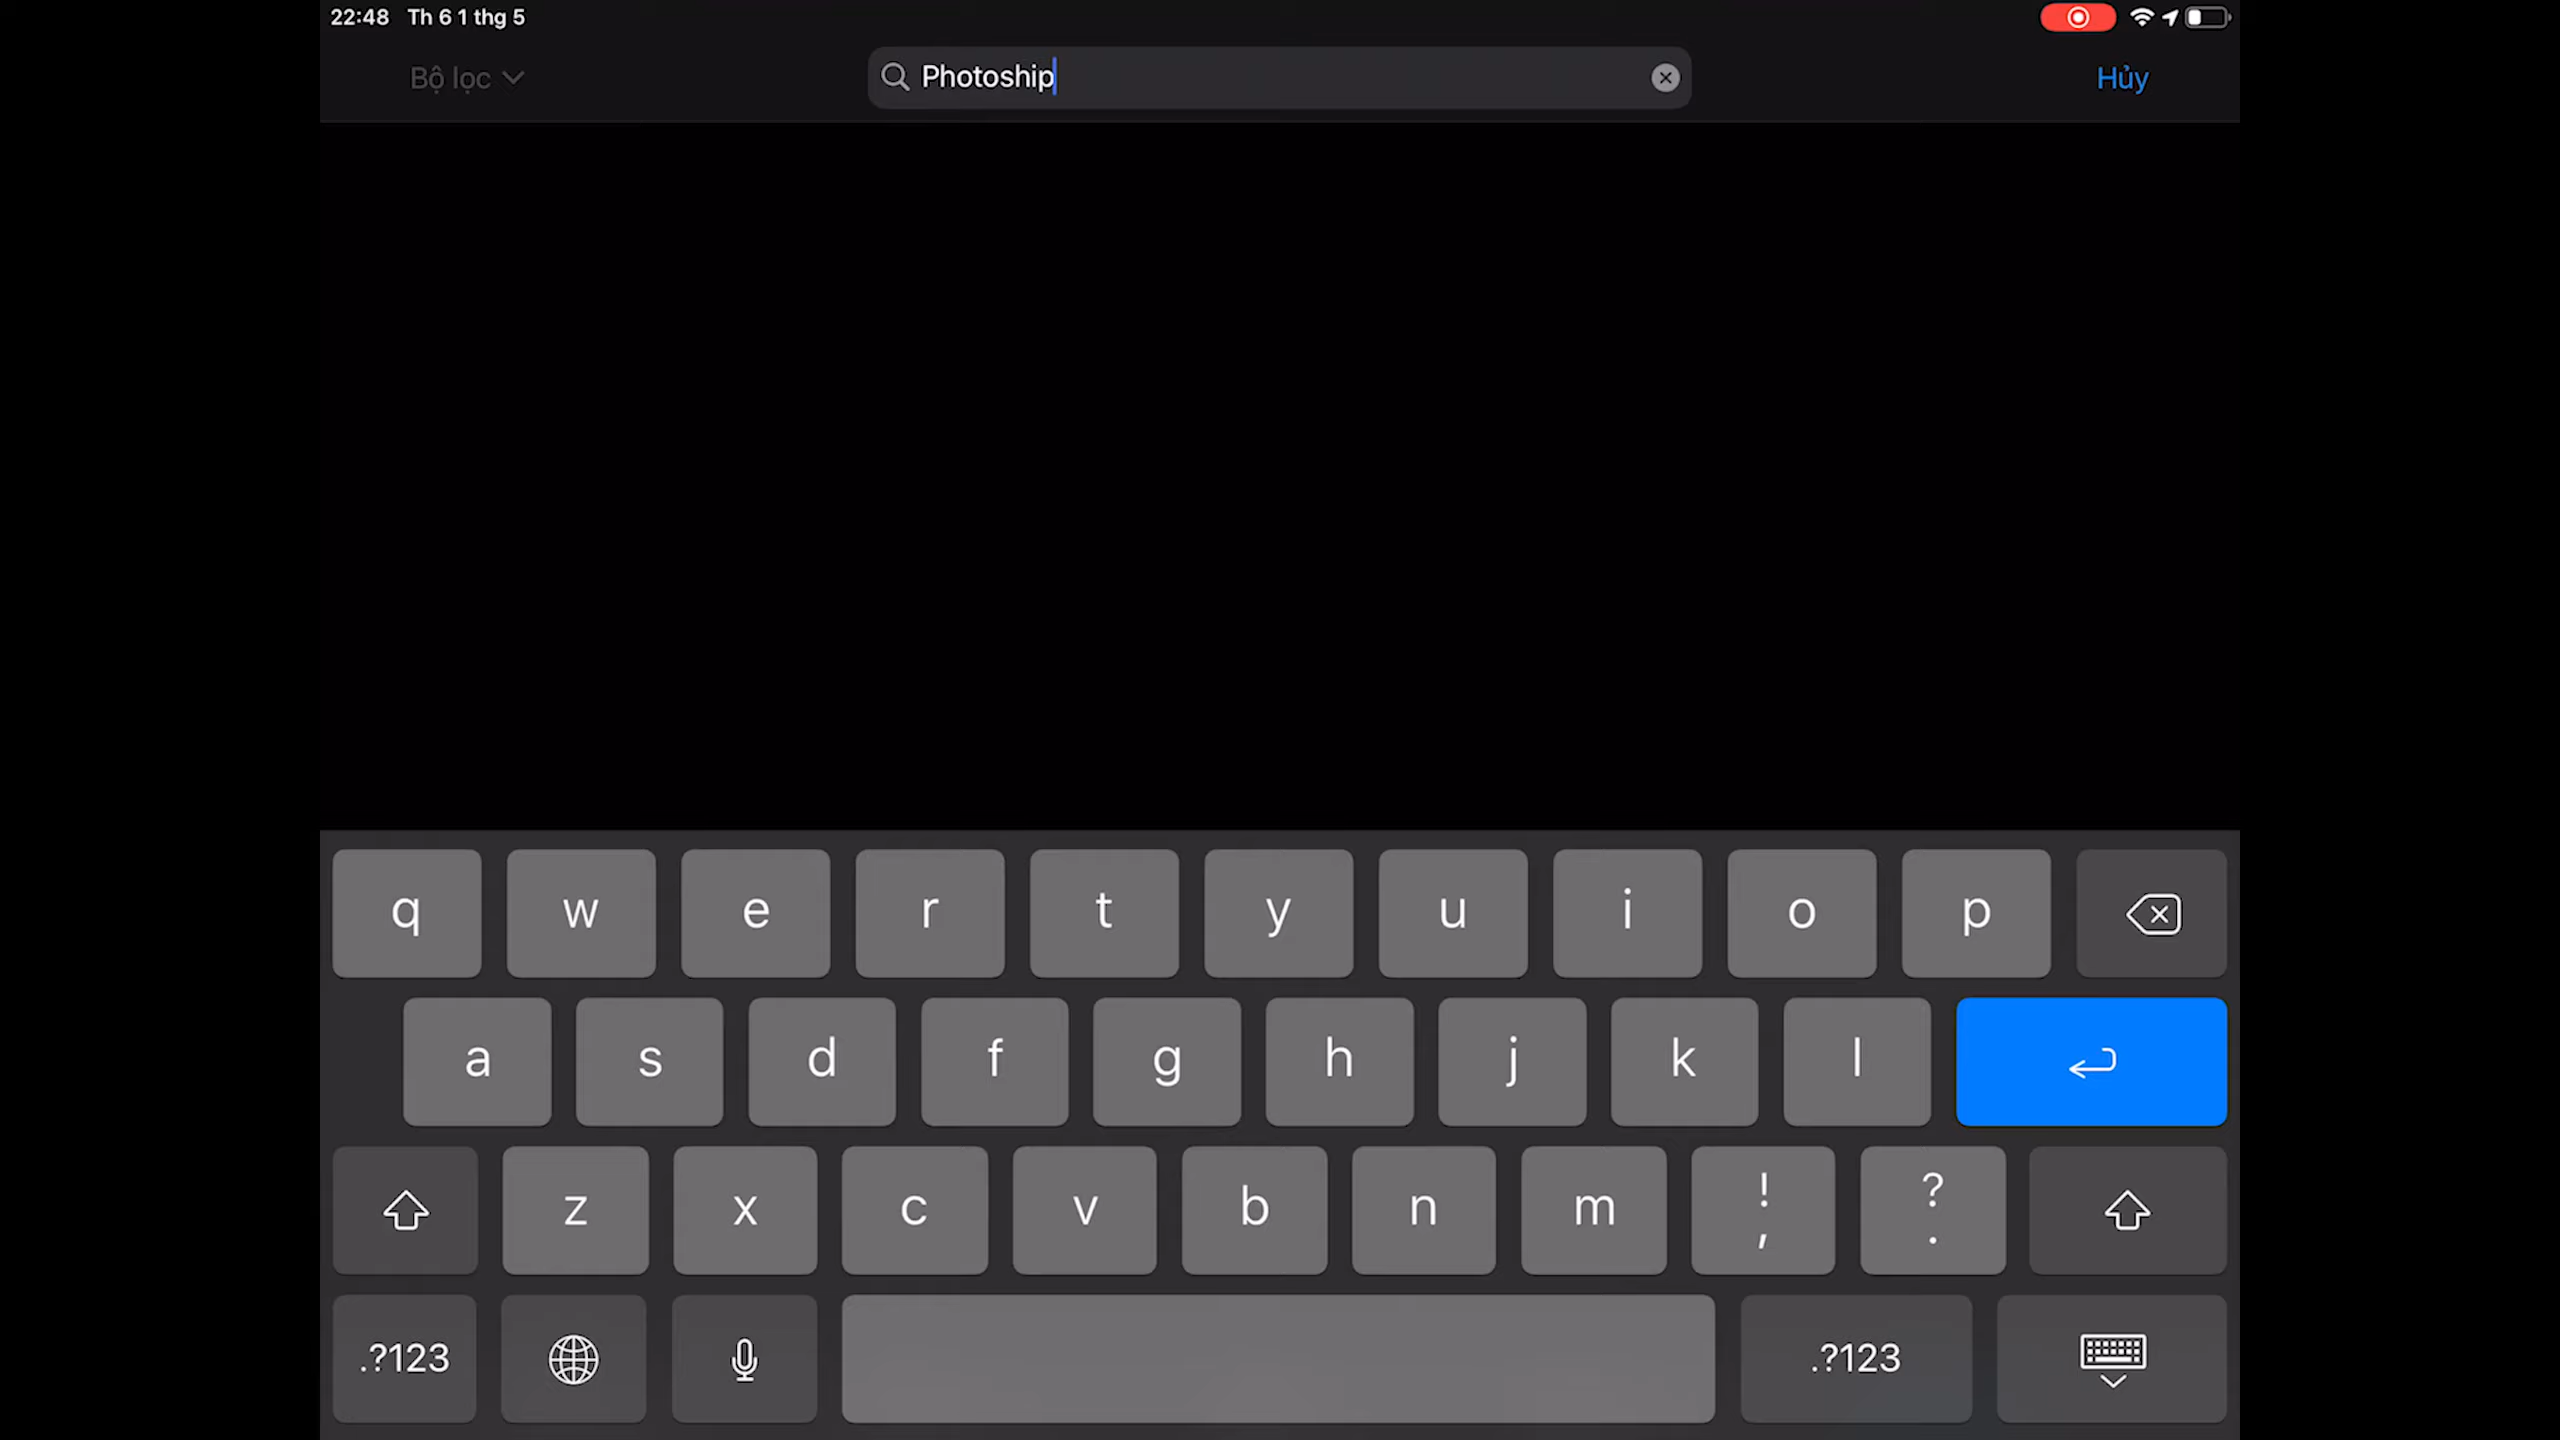 22:48 Th 6 1 thg 5
Bộ lọc
Photoship
Hủy
q w e r t y u i o p
a s d f g h j k l
z x c v b n m ! , ? .
.?123 .?123